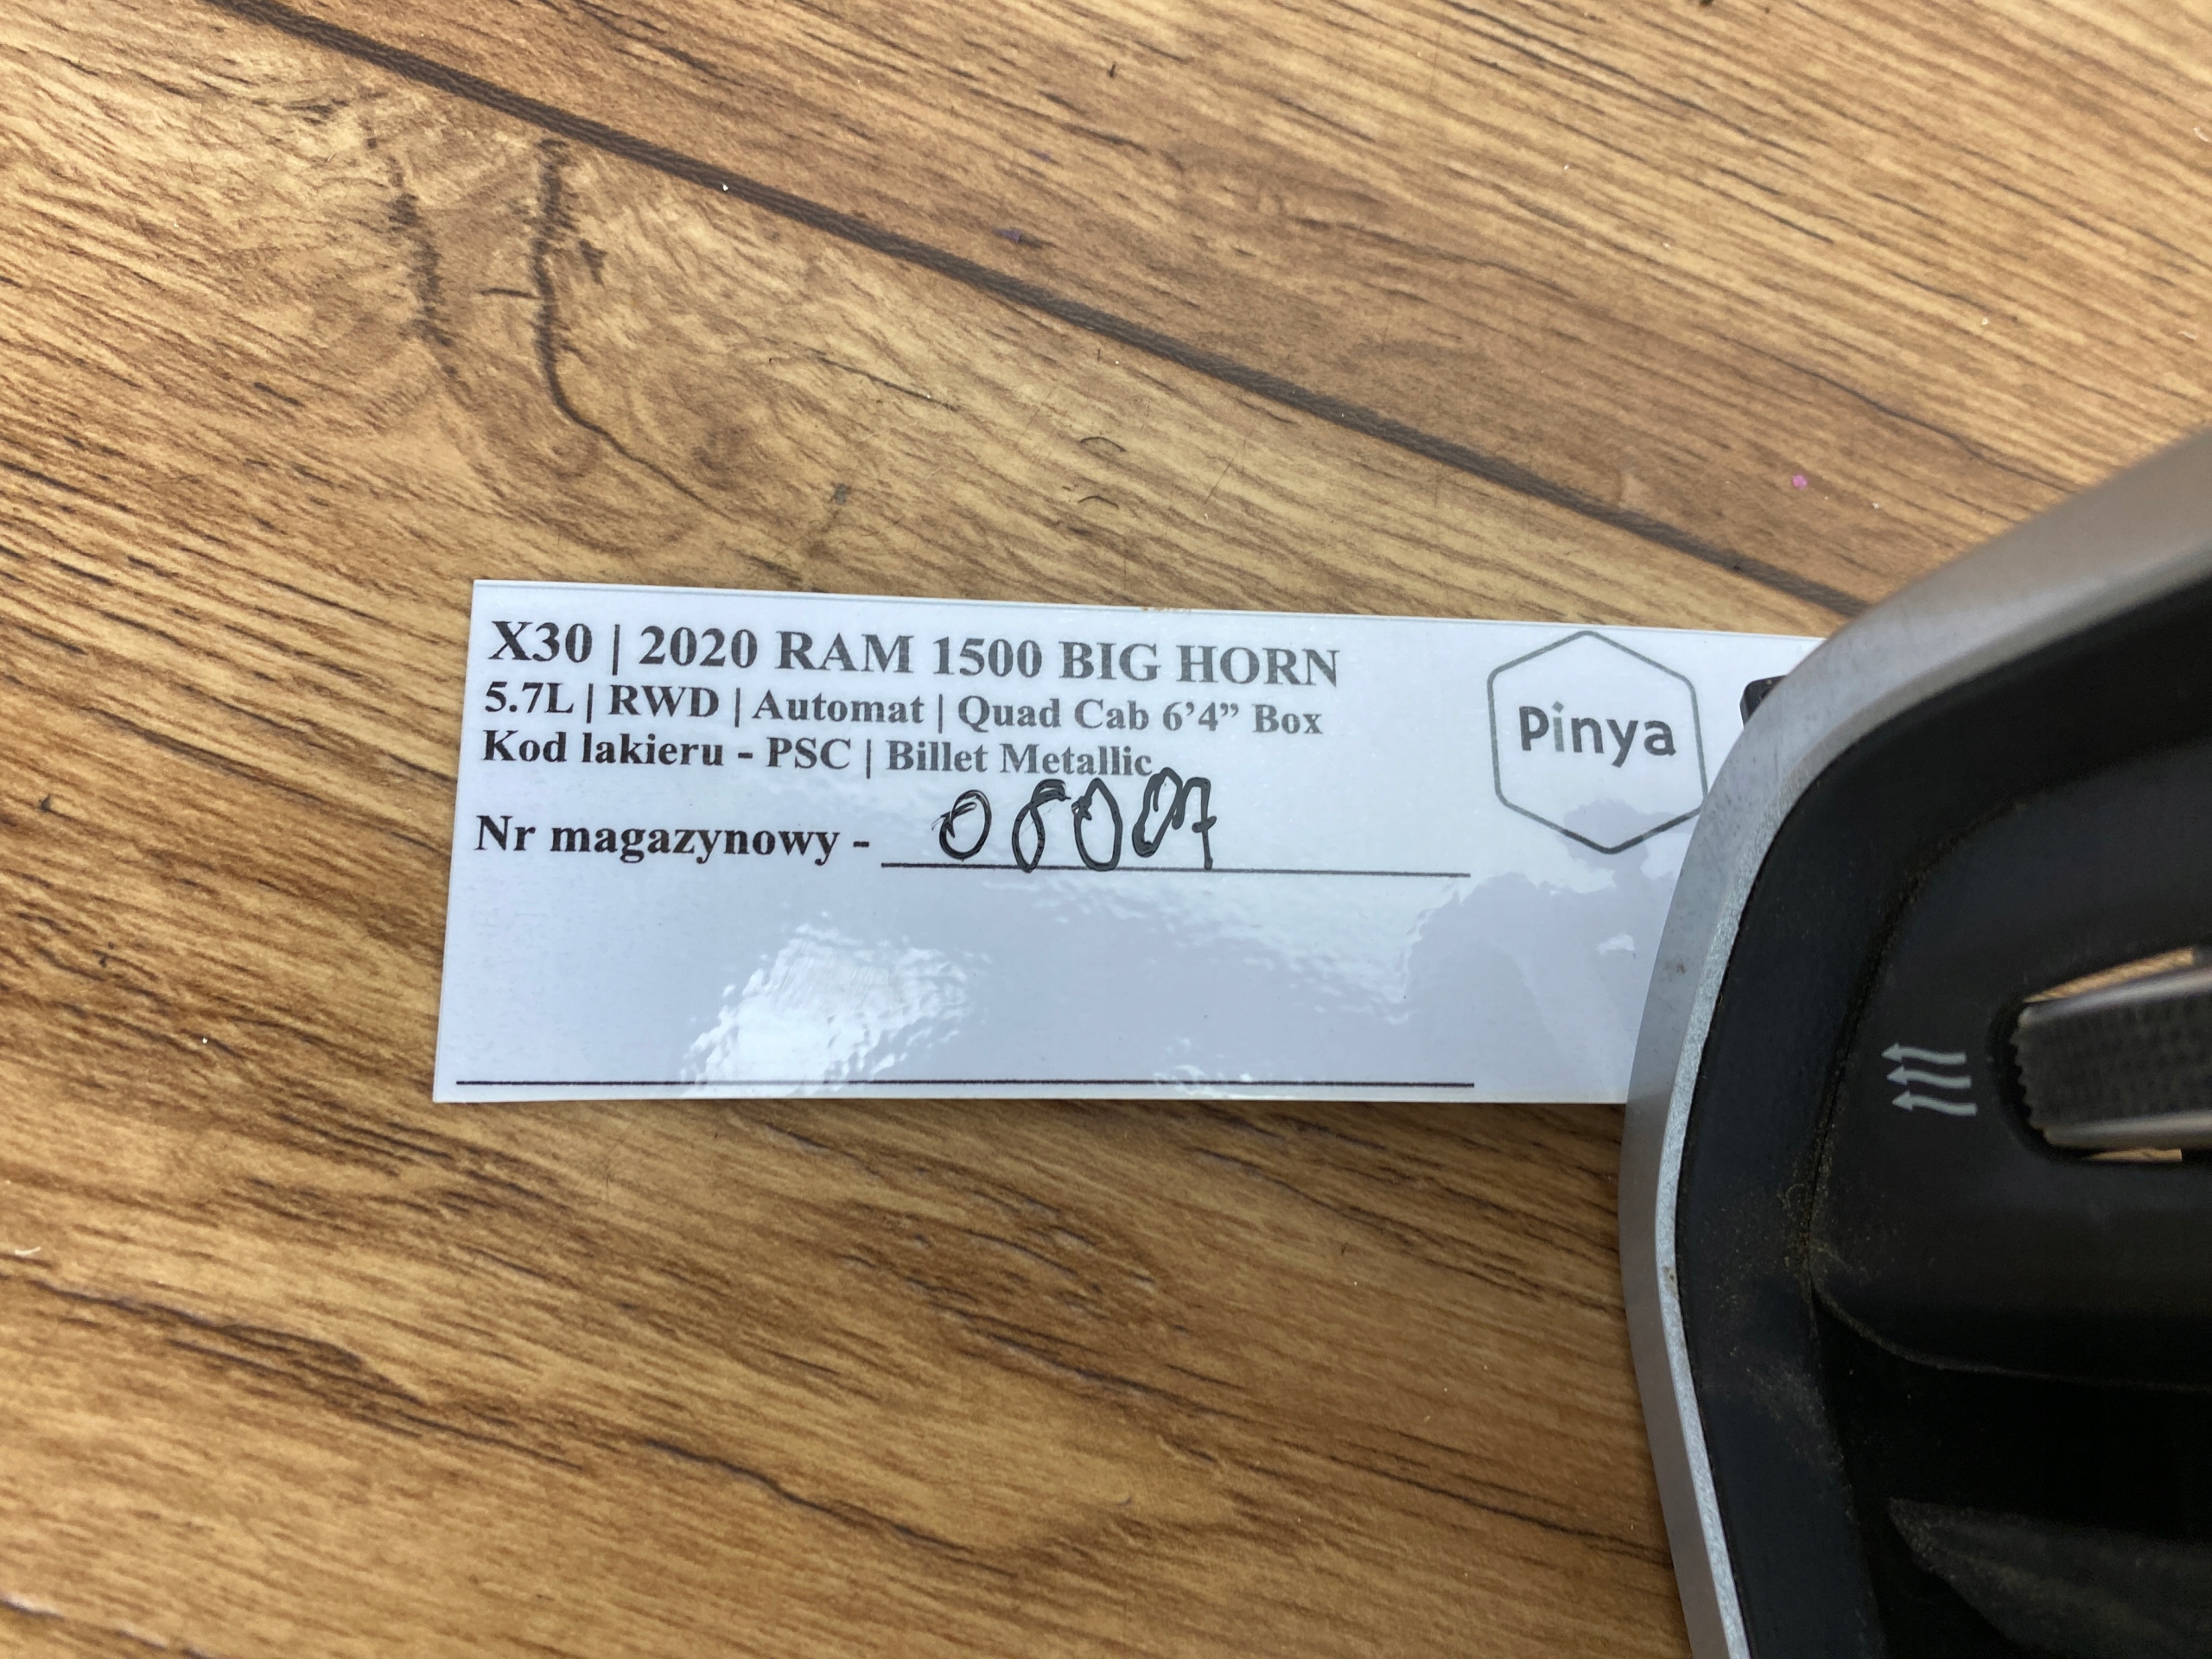 X30 | 2020 RAM 1500 BIG HORN
5.7L | RWD | Automat | Quad Cab 6’4” Box
Kod lakieru - PSC | Billet Metallic
Nr magazynowy - 08007
Pinya